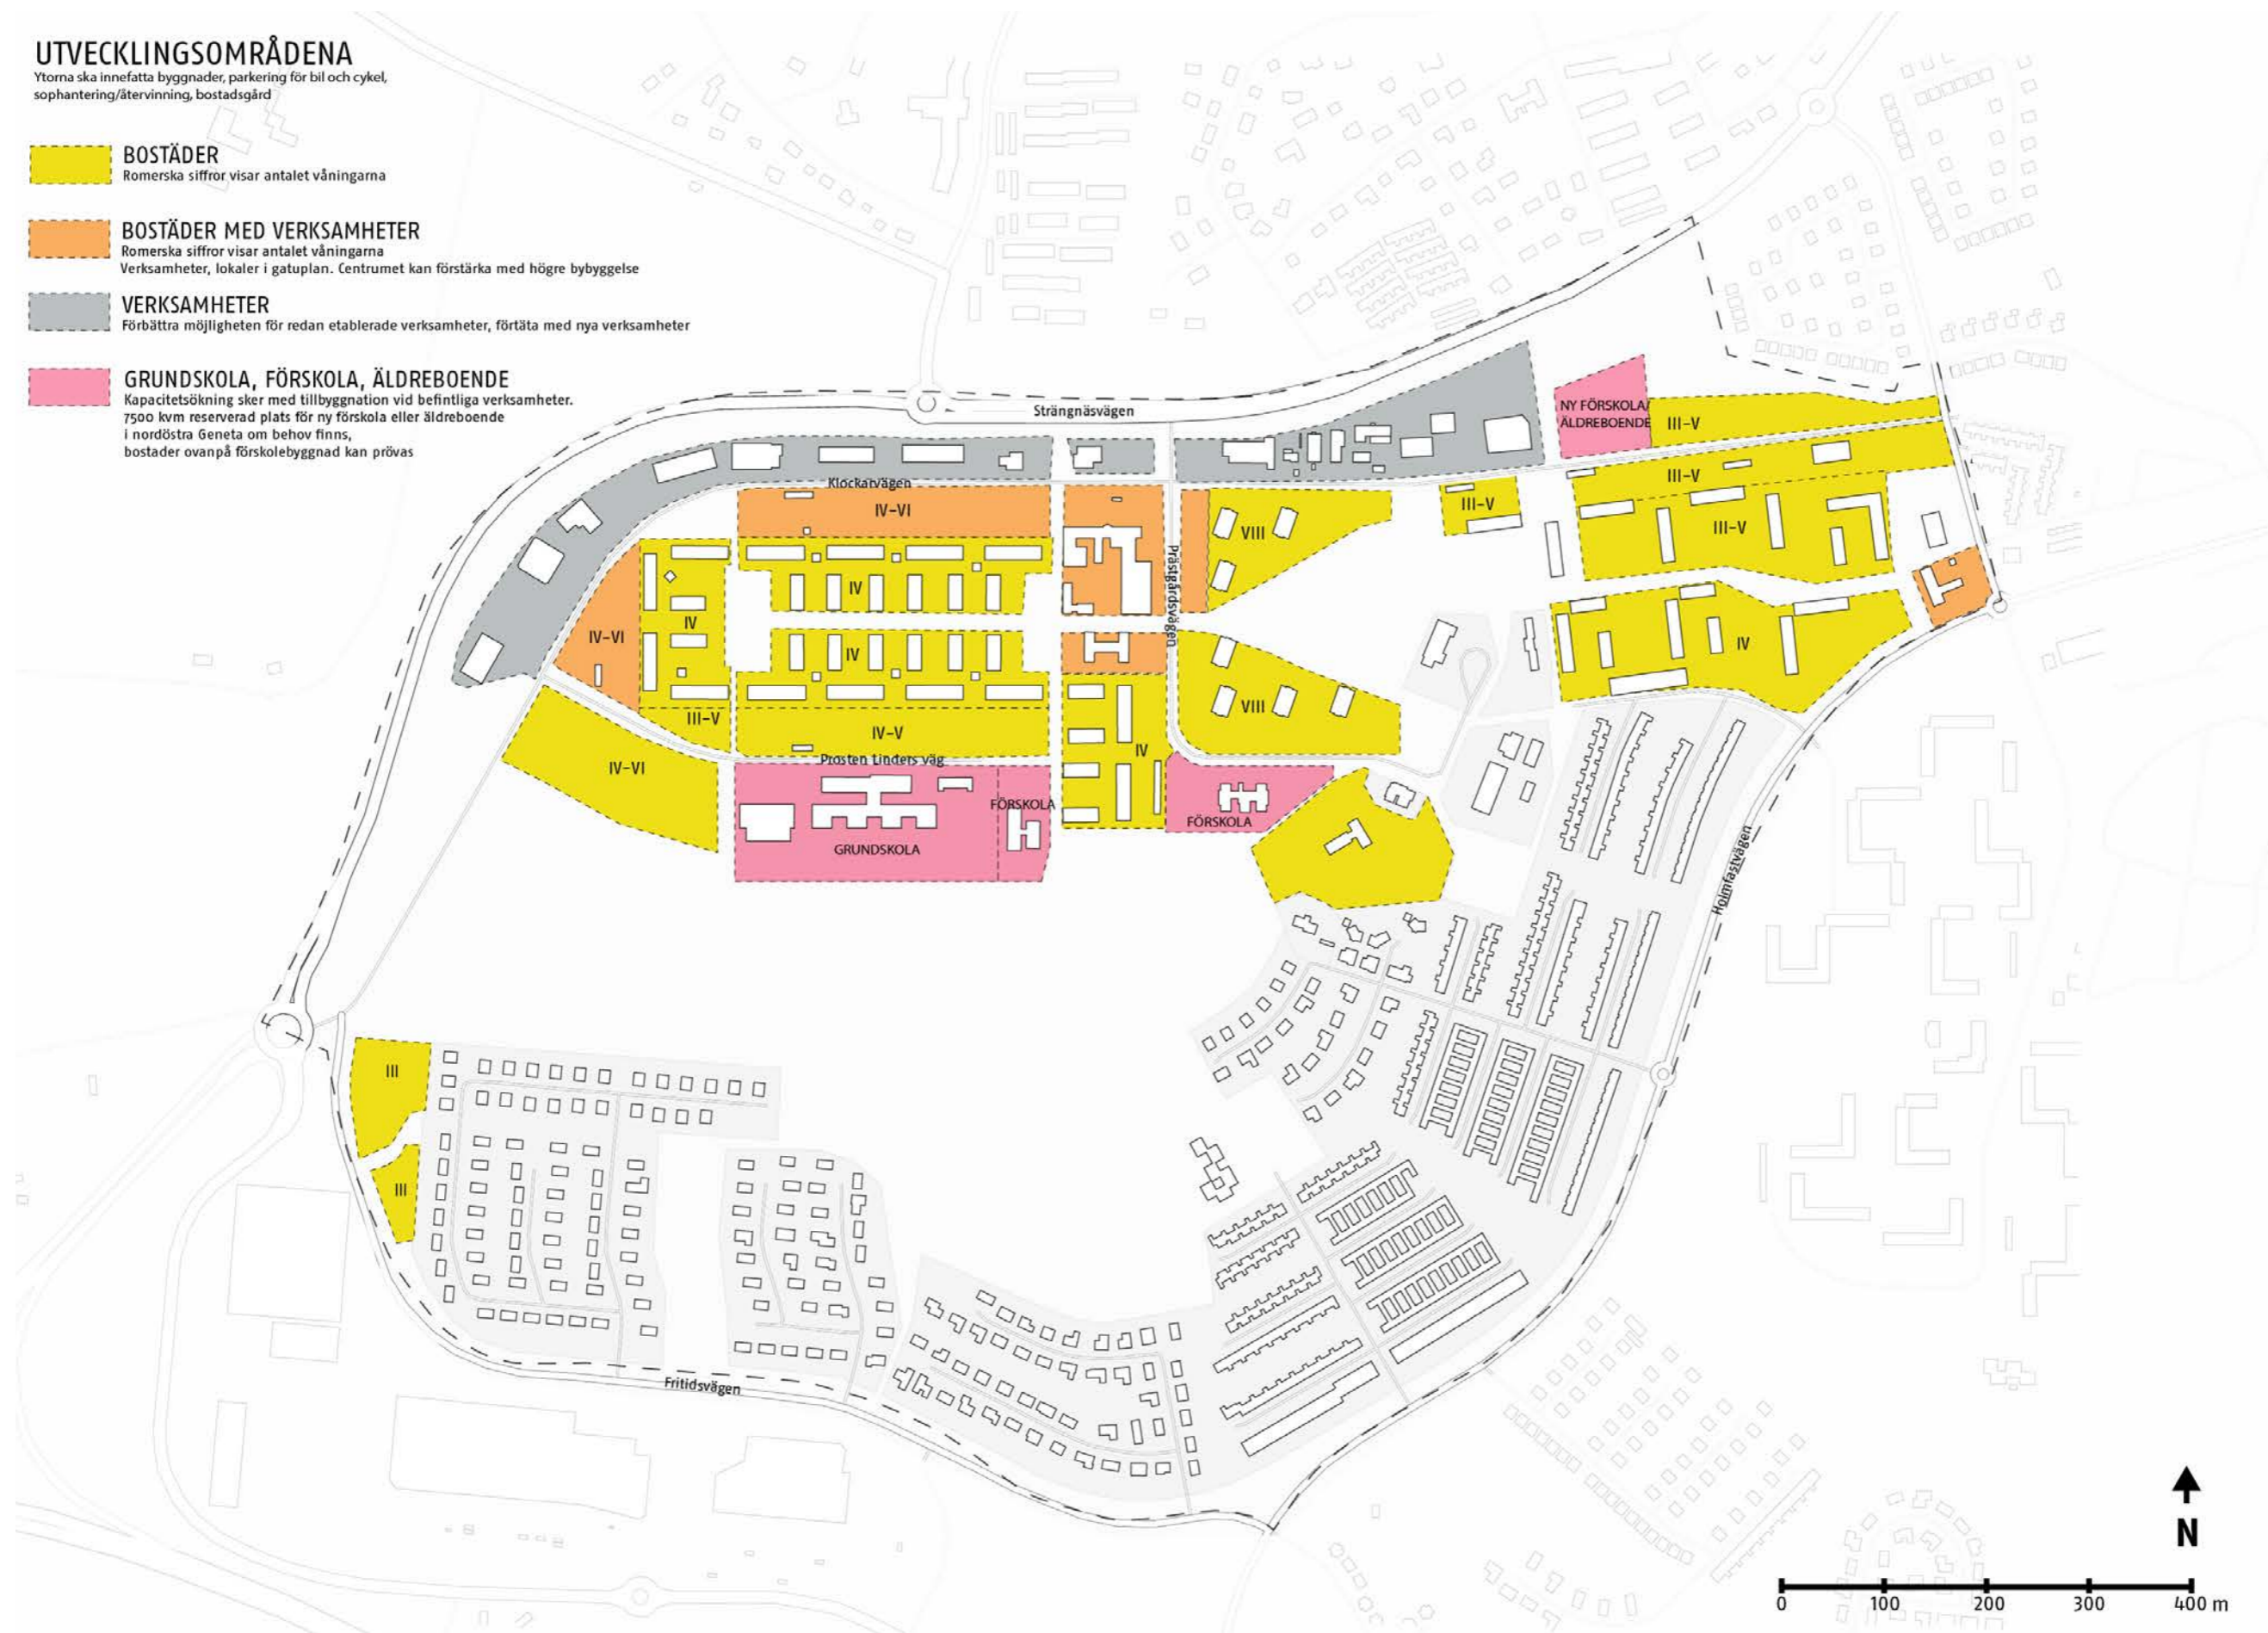 UTVECKLINGSOMRÅDENA
Ytorna ska innefatta byggnader, parkering för bil och cykel,
sophantering/återvinning, bostadsgård
BOSTÄDER
Romerska siffror visar antalet våningarna
BOSTÄDER MED VERKSAMHETER
Romerska siffror visar antalet våningarna
Verksamheter, lokaler i gatuplan. Centrumet kan förstärka med högre bybyggelse
VERKSAMHETER
Förbättra möjligheten för redan etablerade verksamheter, förtäta med nya verksamheter
GRUNDSKOLA, FÖRSKOLA, ÄLDREBOENDE
Kapacitetsökning sker med tillbyggnation vid befintliga verksamheter.
7500 kvm reserverad plats för ny förskola eller äldreboende
i nordöstra Geneta om behov finns,
bostader ovanpå förskolebyggnad kan prövas
Strängnäsvägen
NY FÖRSKOLA/
ÄLDREBOENDE
III-V
III-V
Klockarvägen
IV-VI
III-V
VIII
III-V
Prästgårdsvägen
IV
IV
IV-VI
IV
IV
VIII
III-V
IV-V
IV
Prosten Linders väg
IV-VI
FÖRSKOLA
FÖRSKOLA
GRUNDSKOLA
Holmfastvägen
III
III
Fritidsvägen
N
0 100 200 300 400 m